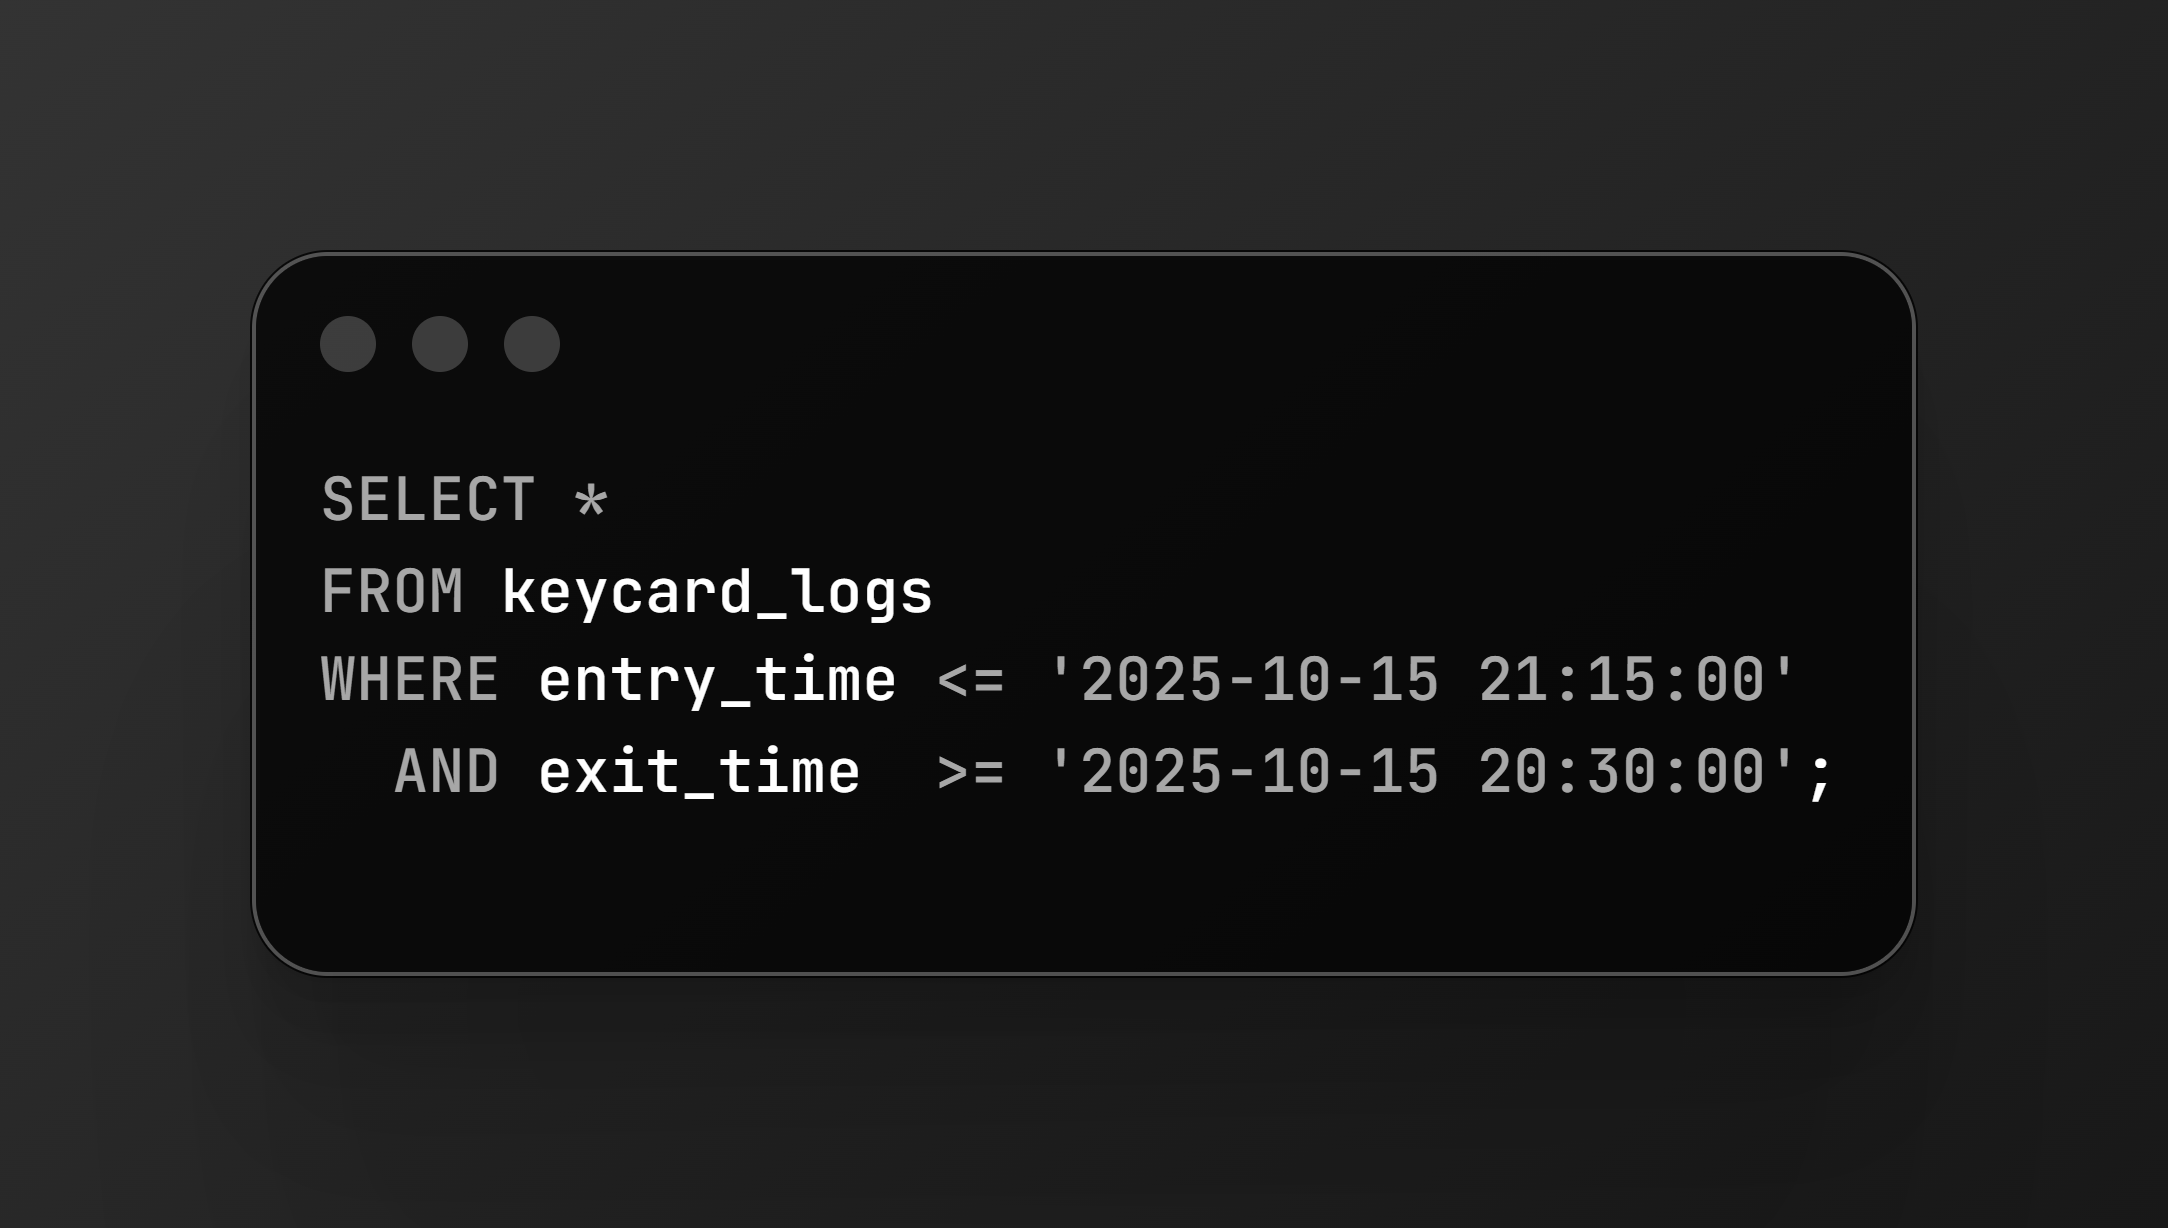 SELECT *
FROM keycard_logs
WHERE entry_time <= '2025-10-15 21:15:00'
  AND exit_time  >= '2025-10-15 20:30:00';